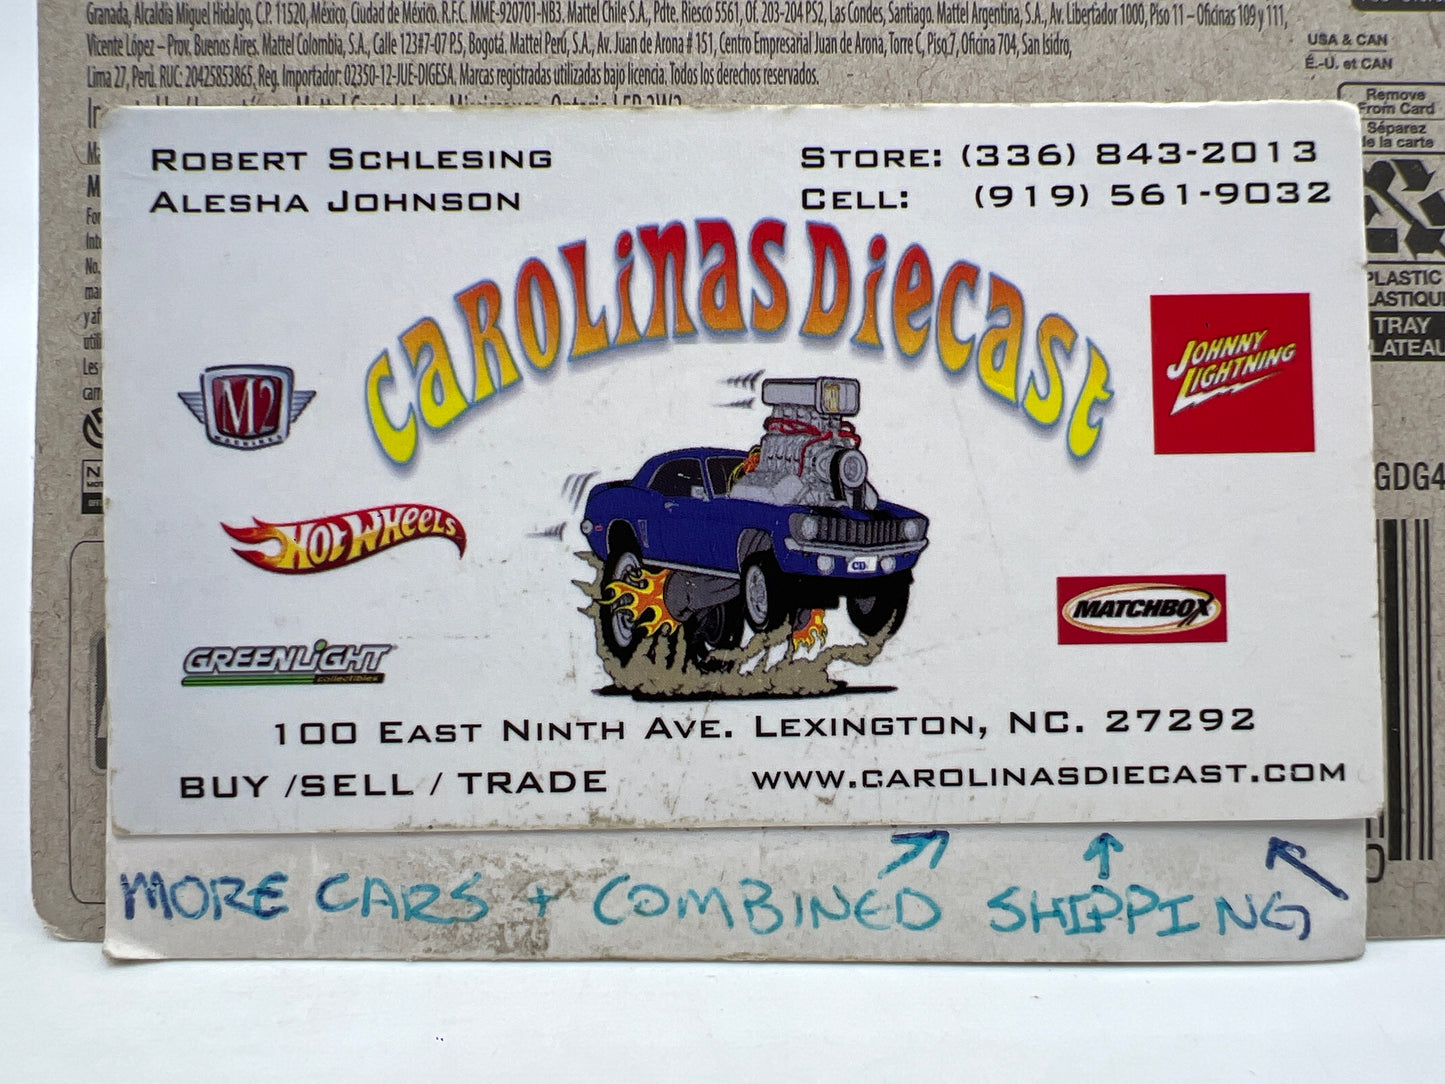 Granada, Alcaldía Miguel Hidalgo, C.P. 11520, México, Ciudad de México. R.F.C. MME-920701-NB3. Mattel Chile S.A., Pdte. Riesco 5561, Of. 203-204 PS2, Las Condes, Santiago. Mattel Argentina, S.A., Av. Libertador 1000, Piso 11 – Oficinas 109 y 111,
Vicente López – Prov. Buenos Aires. Mattel Colombia, S.A., Calle 123#7-07 P.5, Bogotá. Mattel Perú, S.A., Av. Juan de Arona # 151, Centro Empresarial Juan de Arona, Torre C, Piso 7, Oficina 704, San Isidro,
Lima 27, Perú. RUC: 20425853865, Reg. Importador: 02350-12-JUE-DIGESA. Marcas registradas utilizadas bajo licencia. Todos los derechos reservados.
USA & CAN
É.-U. et CAN
Remove
From Card
Séparez
de la carte
PLASTIC
TRAY
GDG4
ROBERT SCHLESING
ALESHA JOHNSON
STORE: (336) 843-2013
CELL: (919) 561-9032
CAROLINAS DIECAST
M2
MACHINES
JOHNNY
LIGHTNING
HOT WHEELS
CD
MATCHBOX
GREENLIGHT
collectibles
100 EAST NINTH AVE. LEXINGTON, NC. 27292
BUY /SELL / TRADE
WWW.CAROLINASDIECAST.COM
MORE CARS + COMBINED SHIPPING